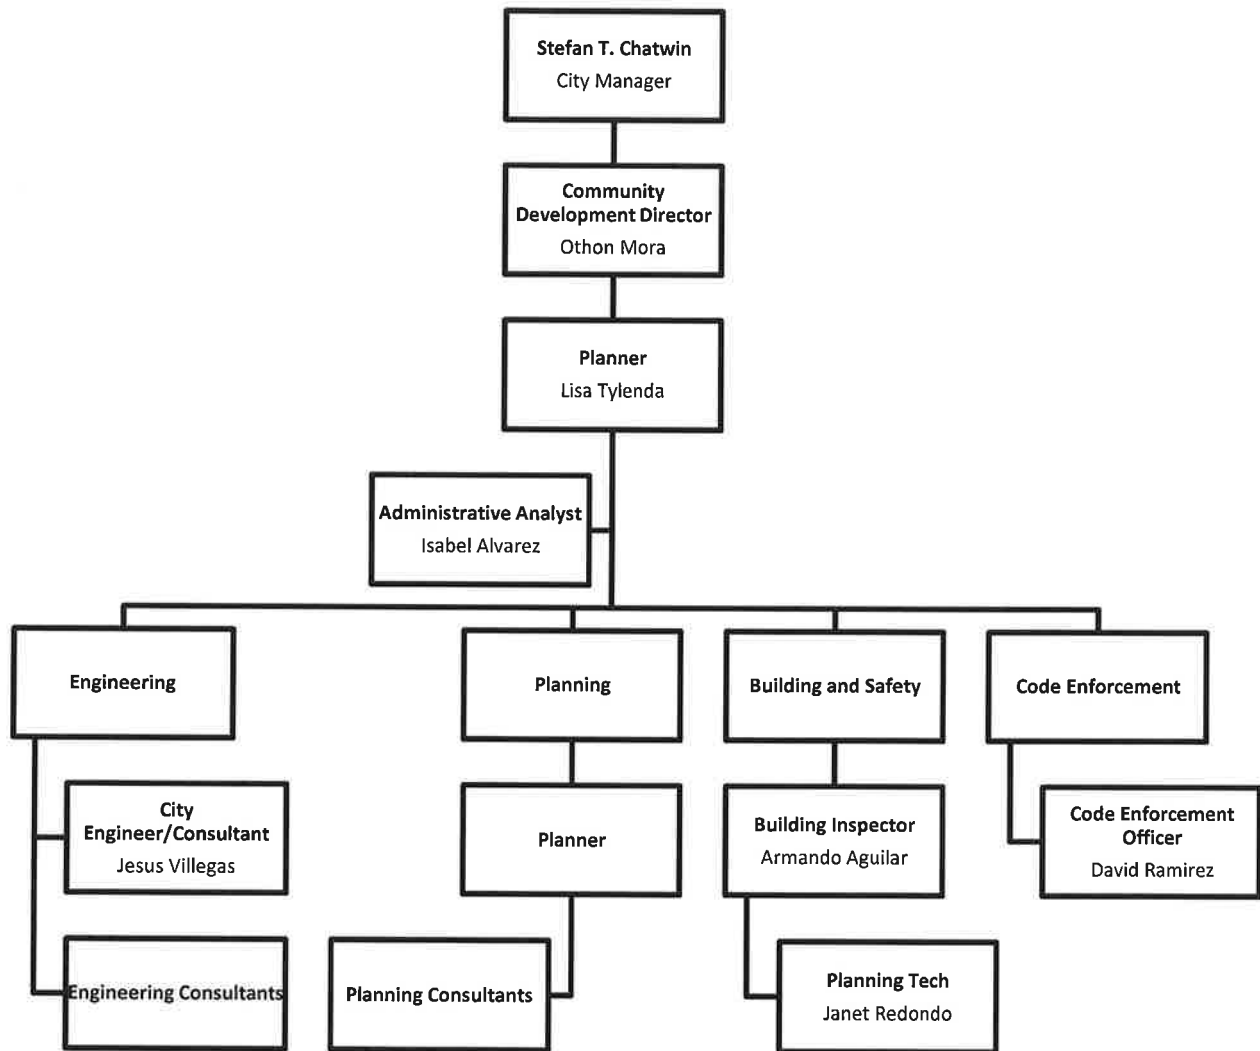 Stefan T. Chatwin
City Manager
Community
Development Director
Othon Mora
Planner
Lisa Tylenda
Administrative Analyst
Isabel Alvarez
Engineering
Planning
Building and Safety
Code Enforcement
City
Engineer/Consultant
Jesus Villegas
Planner
Building Inspector
Armando Aguilar
Code Enforcement
Officer
David Ramirez
Engineering Consultants
Planning Consultants
Planning Tech
Janet Redondo